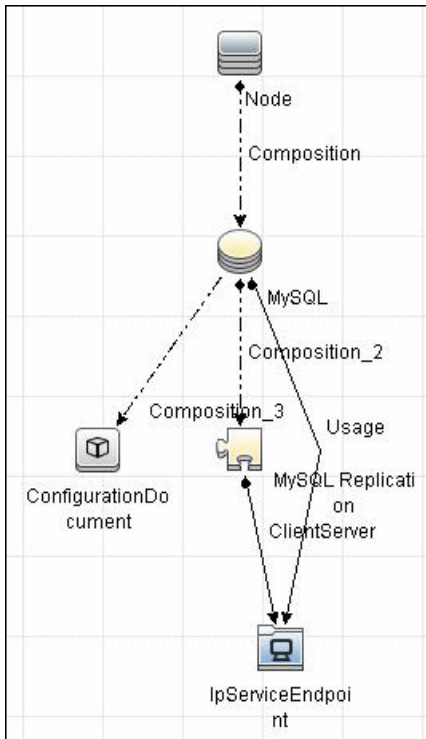 Node
Composition
MySQL
Composition_2
Composition_3
Usage
ConfigurationDo
cument
MySQL Replicati
on
ClientServer
IpServiceEndpoi
nt